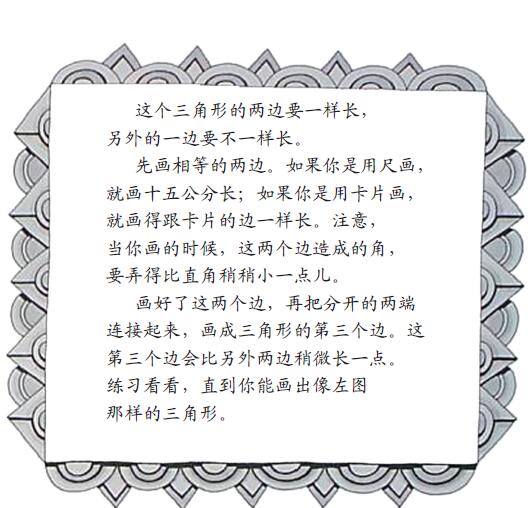 这个三角形的两边要一样长，
另外的一边要不一样长。
先画相等的两边。如果你是用尺画，
就画十五公分长；如果你是用卡片画，
就画得跟卡片的边一样长。注意，
当你画的时候，这两个边造成的角，
要弄得比直角稍稍小一点儿。
画好了这两个边，再把分开的两端
连接起来，画成三角形的第三个边。这
第三个边会比另外两边稍微长一点。
练习看看，直到你能画出像左图
那样的三角形。